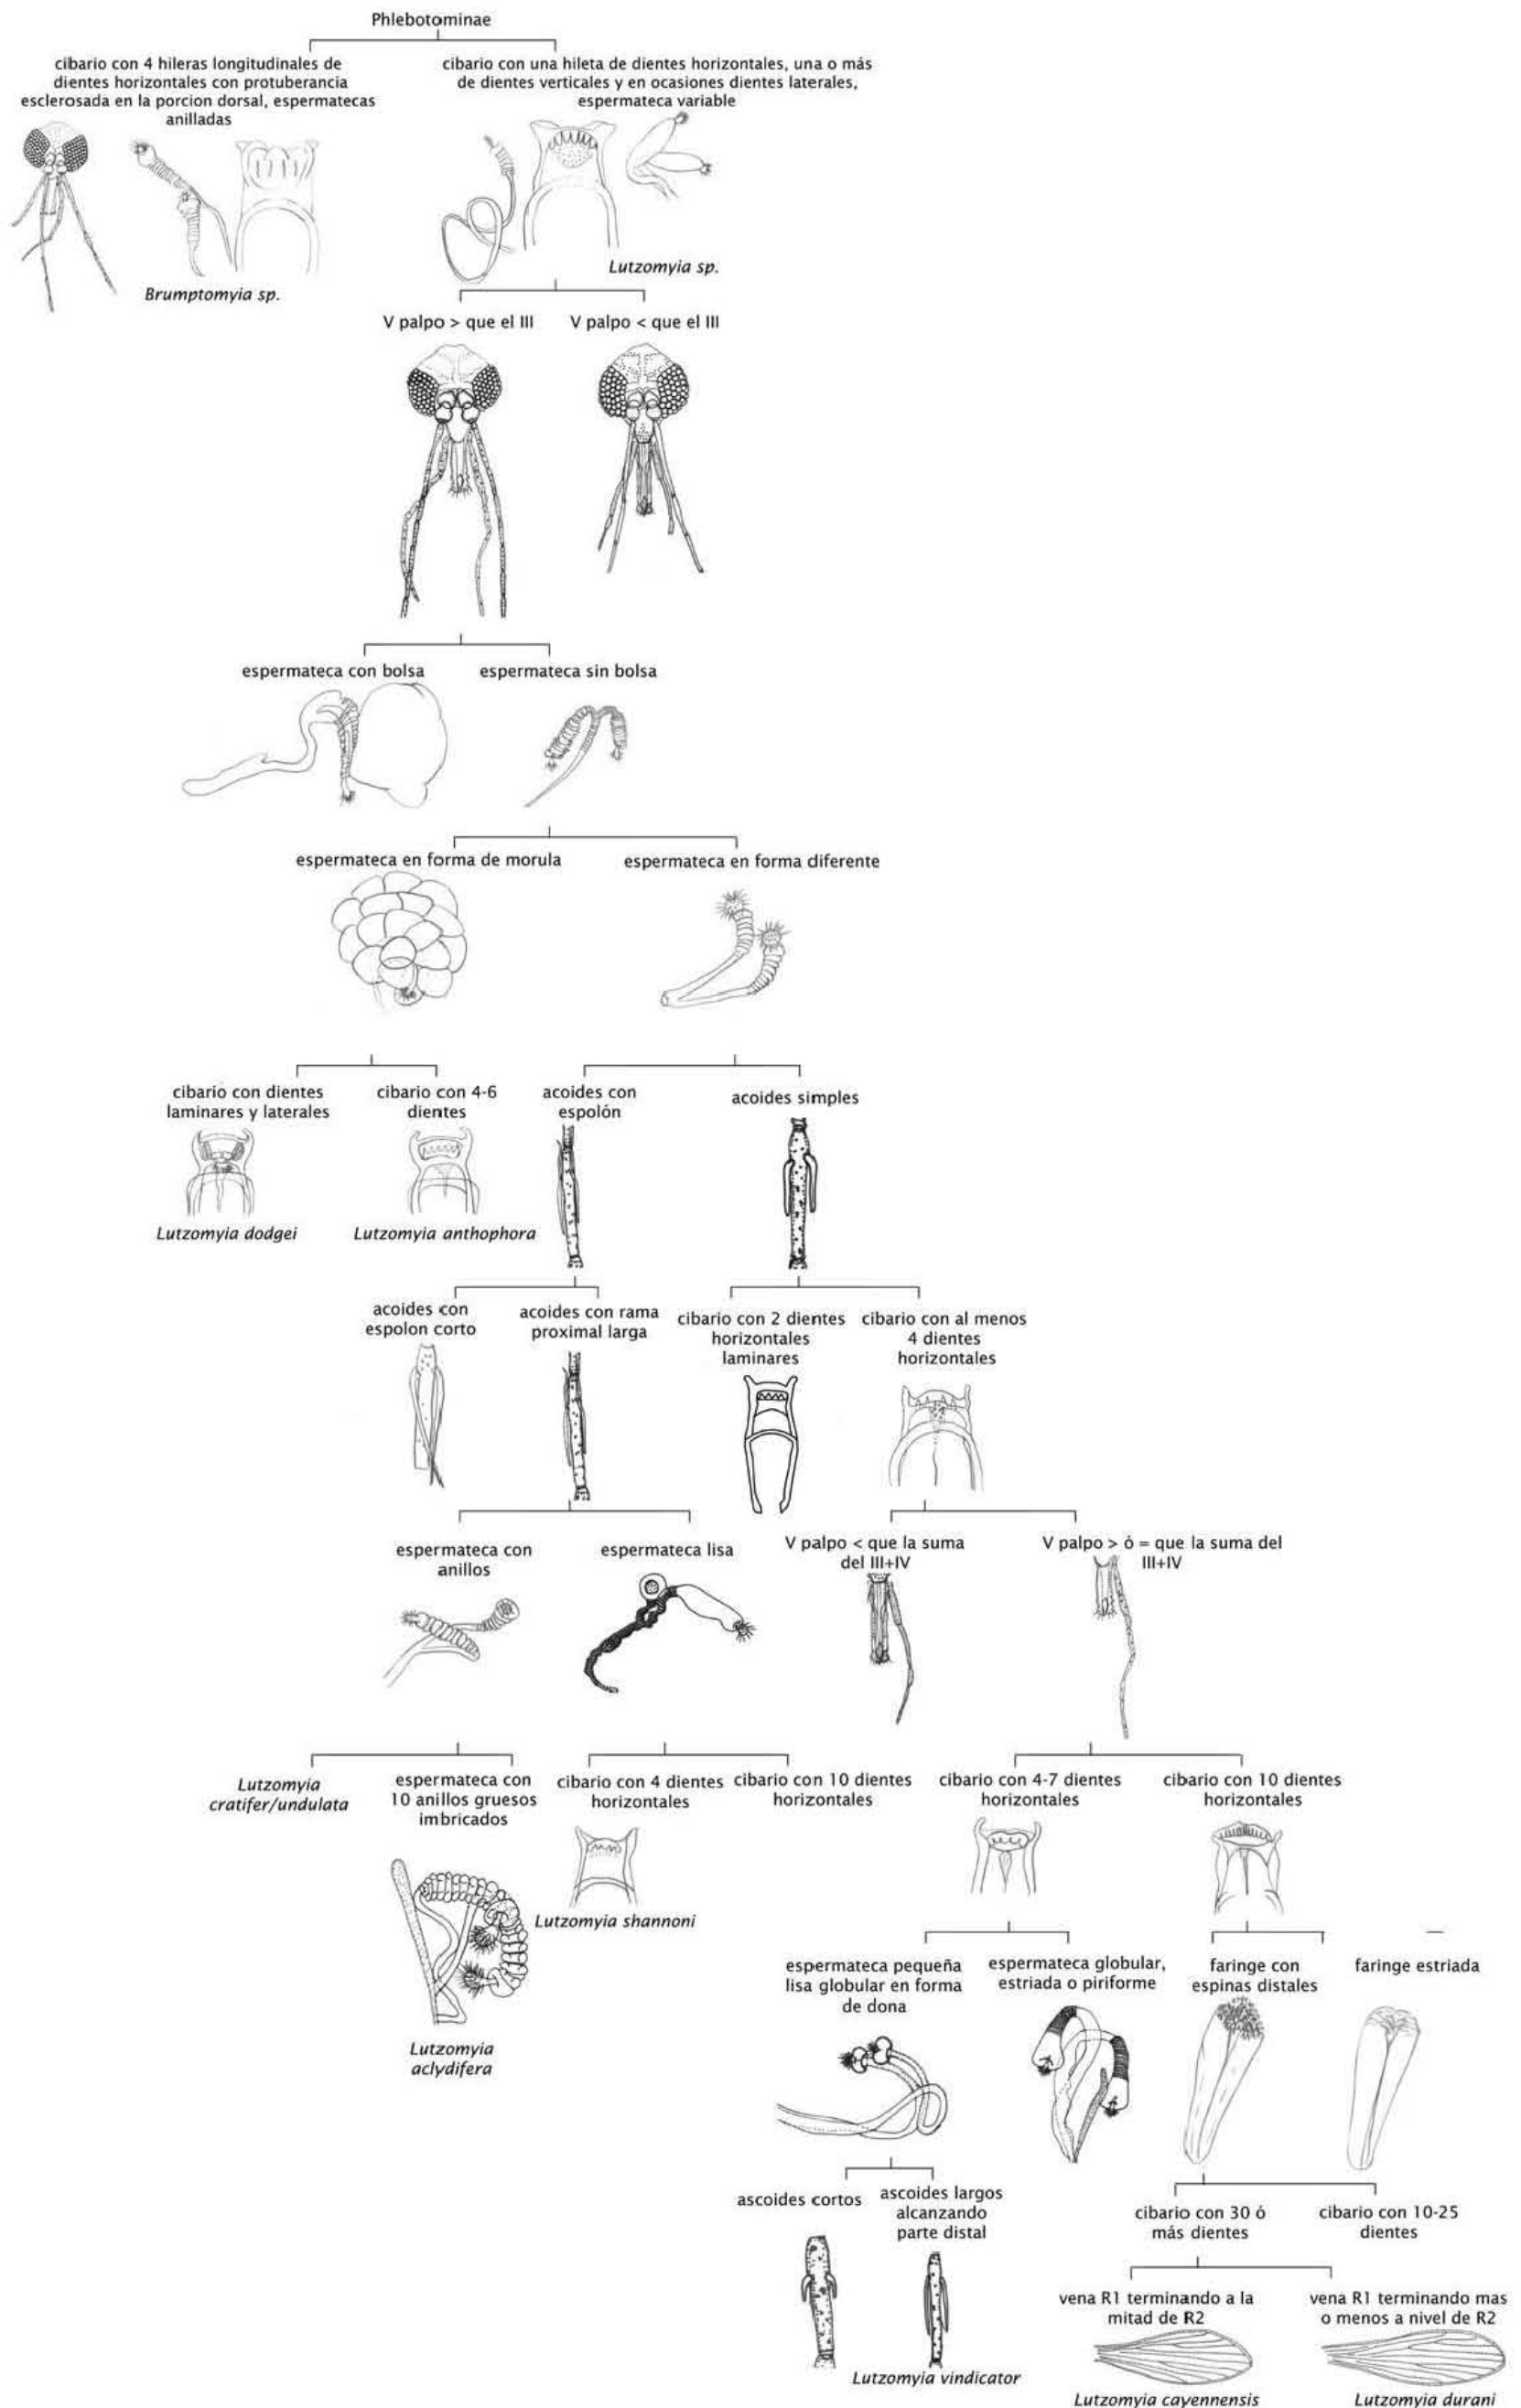 Phlebotominae
cibario con 4 hileras longitudinales de
dientes horizontales con protuberancia
esclerosada en la porcion dorsal, espermatecas
anilladas
cibario con una hileta de dientes horizontales, una o más
de dientes verticales y en ocasiones dientes laterales,
espermateca variable
Brumptomyia sp.
Lutzomyia sp.
V palpo > que el III
V palpo < que el III
espermateca con bolsa
espermateca sin bolsa
espermateca en forma de morula
espermateca en forma diferente
cibario con dientes
laminares y laterales
cibario con 4-6
dientes
acoides con
espolón
acoides simples
Lutzomyia dodgei
Lutzomyia anthophora
acoides con
espolon corto
acoides con rama
proximal larga
cibario con 2 dientes
horizontales
laminares
cibario con al menos
4 dientes
horizontales
espermateca con
anillos
espermateca lisa
V palpo < que la suma
del III+IV
V palpo > ó = que la suma del
III+IV
Lutzomyia
cratifer/undulata
espermateca con
10 anillos gruesos
imbricados
cibario con 4 dientes
horizontales
cibario con 10 dientes
horizontales
cibario con 4-7 dientes
horizontales
cibario con 10 dientes
horizontales
Lutzomyia shannoni
Lutzomyia
aclydifera
espermateca pequeña
lisa globular en forma
de dona
espermateca globular,
estriada o piriforme
faringe con
espinas distales
faringe estriada
ascoides cortos
ascoides largos
alcanzando
parte distal
cibario con 30 ó
más dientes
cibario con 10-25
dientes
Lutzomyia vindicator
vena R1 terminando a la
mitad de R2
vena R1 terminando mas
o menos a nivel de R2
Lutzomyia cayennensis
Lutzomyia durani